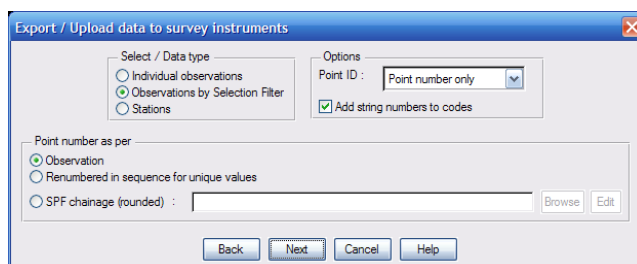 Export / Upload data to survey instruments
Select / Data type
Individual observations
Observations by Selection Filter
Stations
Options
Point ID :
Point number only
Add string numbers to codes
Point number as per
Observation
Renumbered in sequence for unique values
SPF chainage (rounded) :
Browse
Edit
Back
Next
Cancel
Help